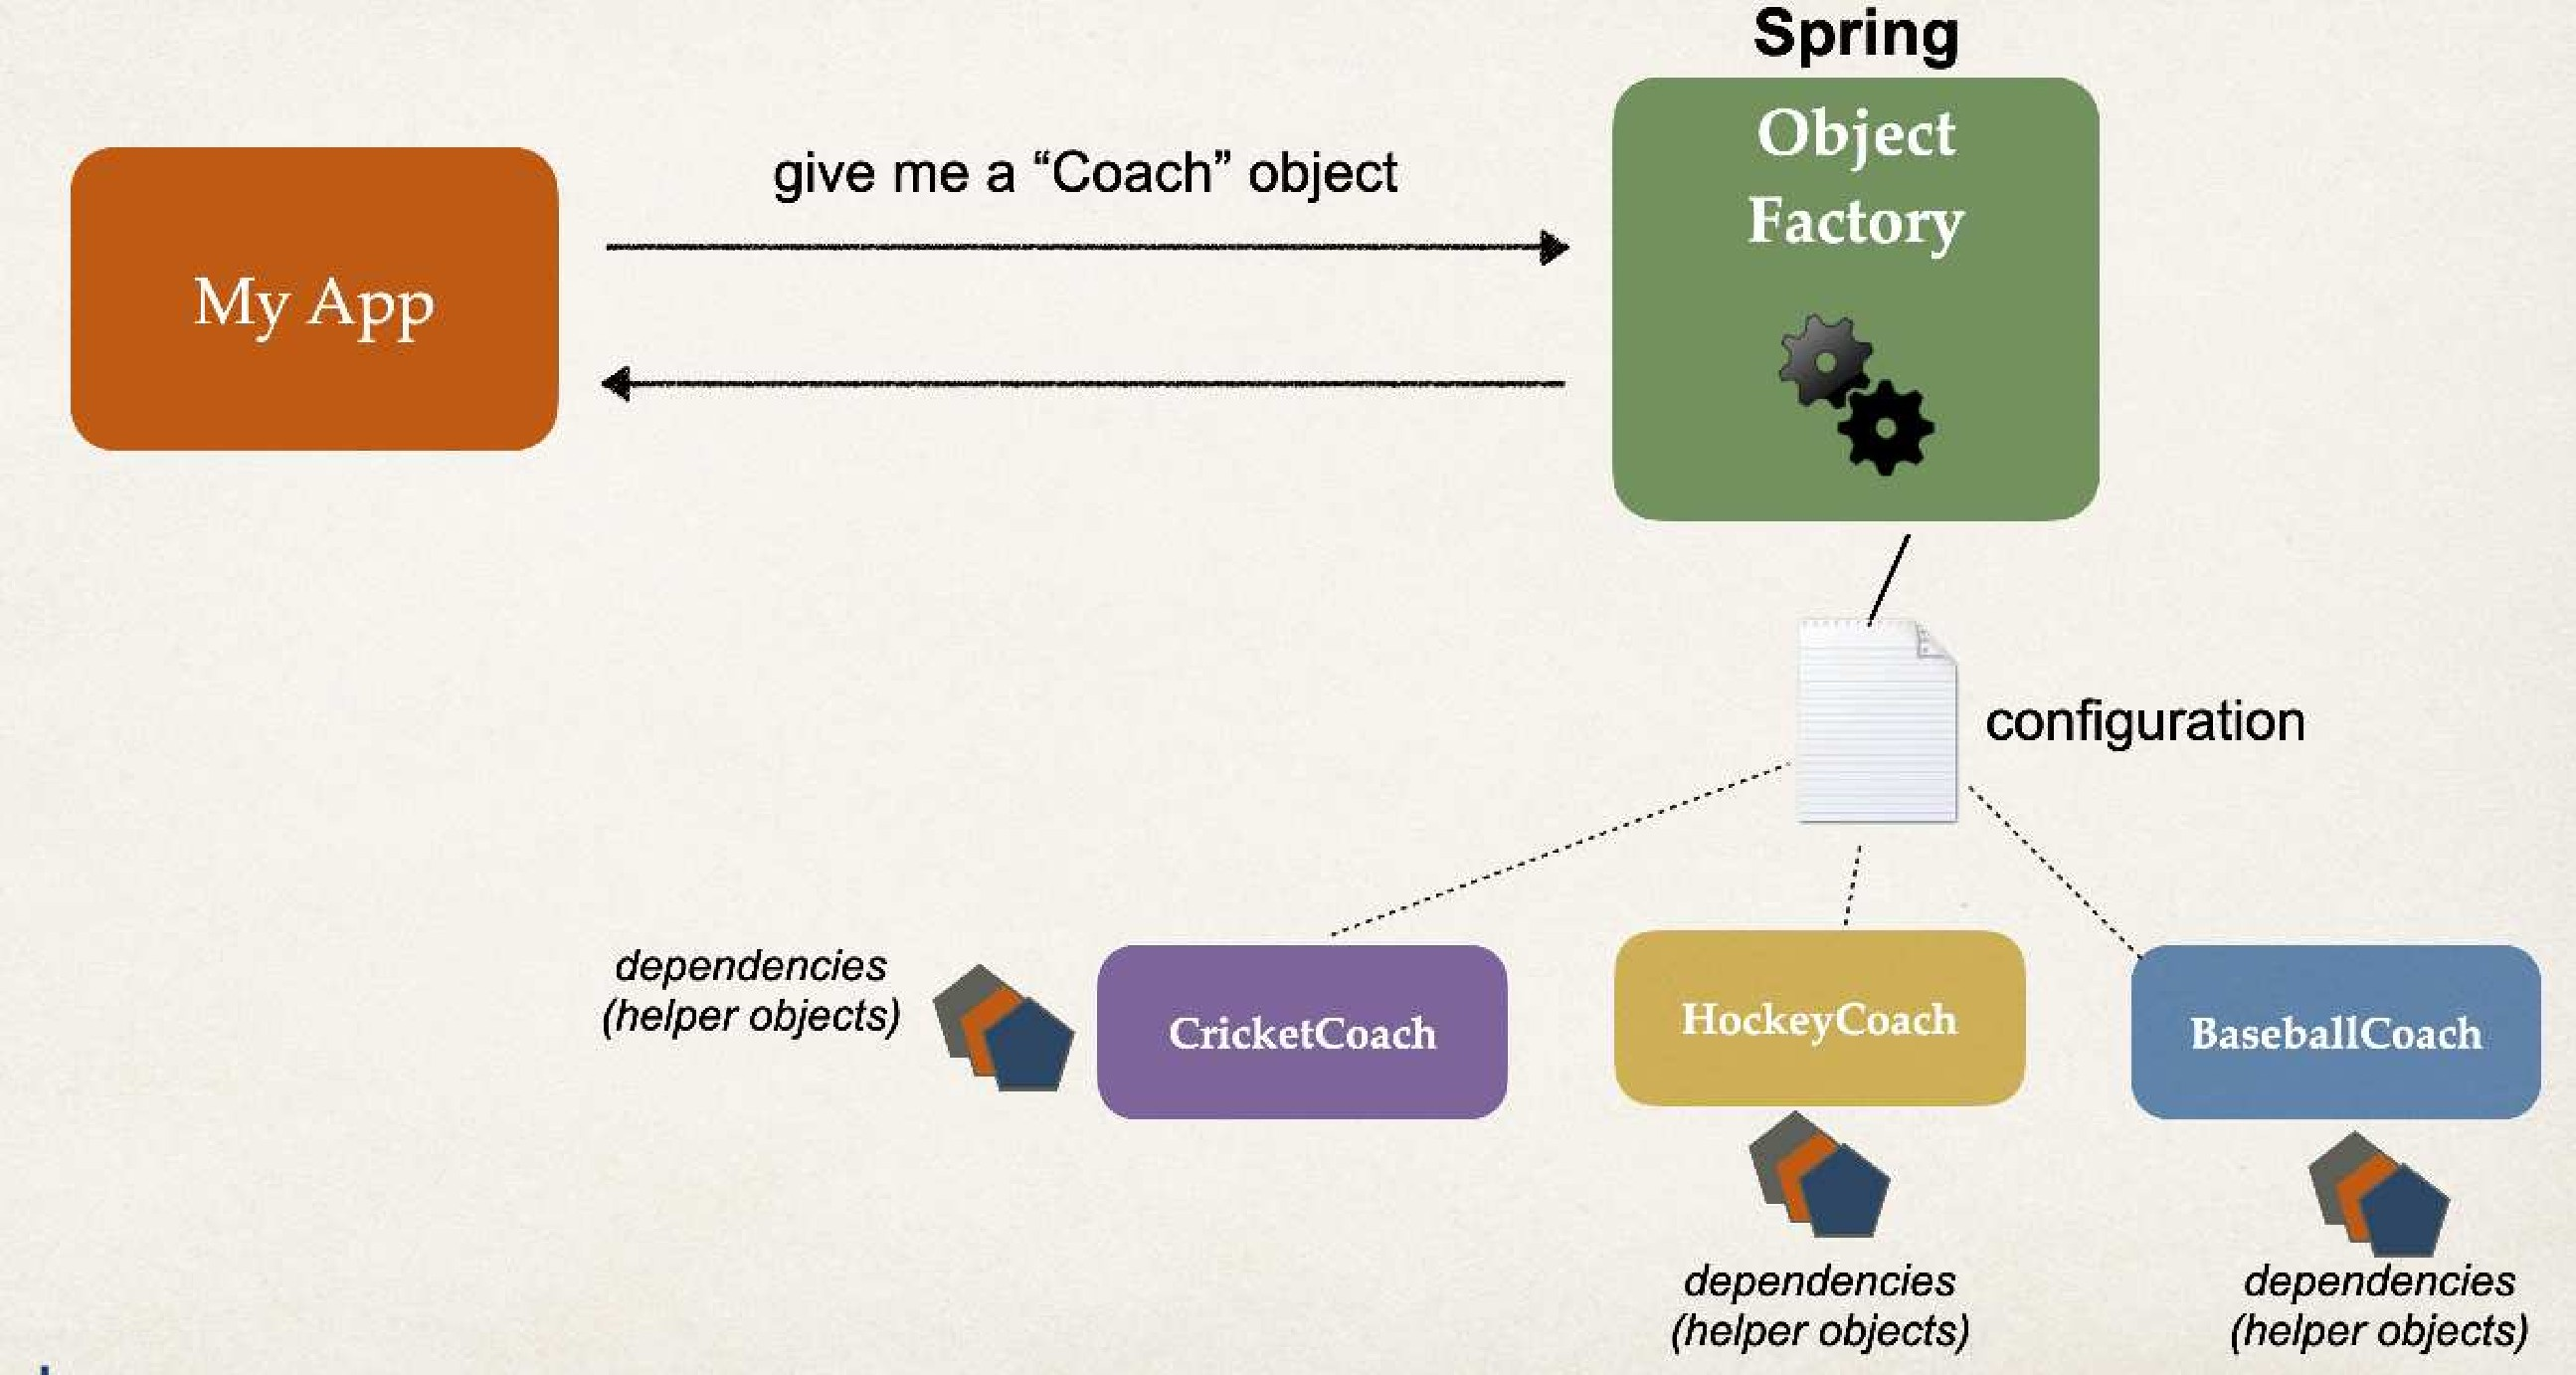 Spring
Object
Factory
give me a “Coach” object
My App
configuration
dependencies
(helper objects)
CricketCoach
HockeyCoach
BaseballCoach
dependencies
(helper objects)
dependencies
(helper objects)